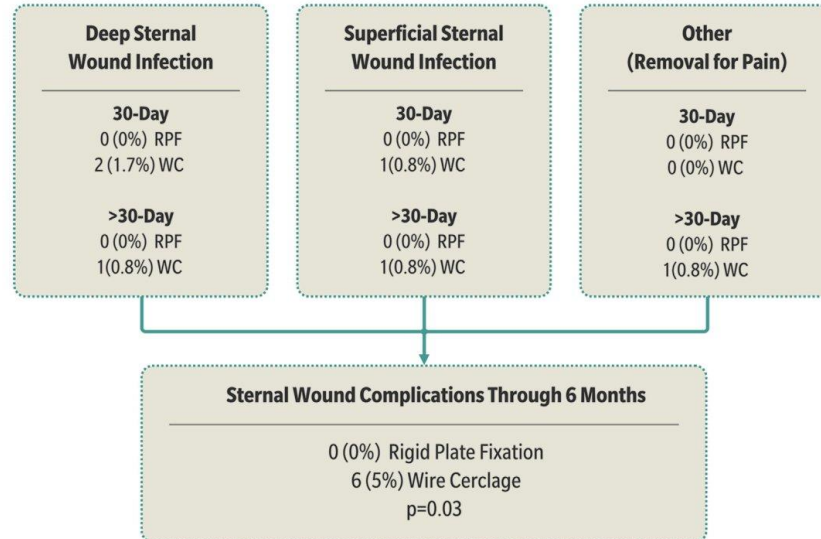 Deep Sternal
Wound Infection
30-Day
0 (0%) RPF
2 (1.7%) WC
>30-Day
0 (0%) RPF
1(0.8%) WC
Superficial Sternal
Wound Infection
30-Day
0 (0%) RPF
1(0.8%) WC
>30-Day
0 (0%) RPF
1(0.8%) WC
Other
(Removal for Pain)
30-Day
0 (0%) RPF
0 (0%) WC
>30-Day
0 (0%) RPF
1(0.8%) WC
Sternal Wound Complications Through 6 Months
0 (0%) Rigid Plate Fixation
6 (5%) Wire Cerclage
p=0.03